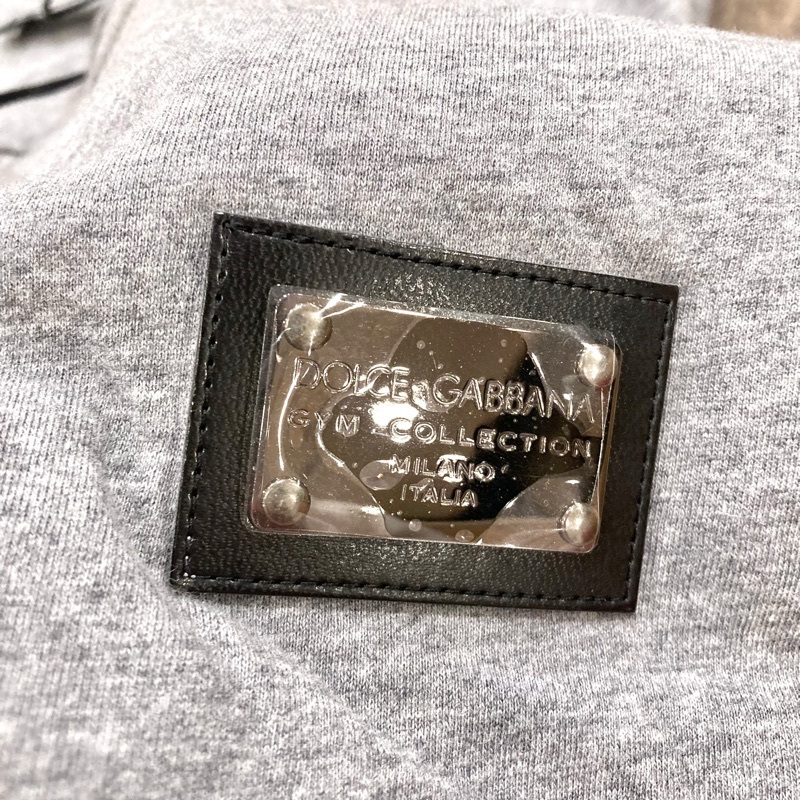 DOLCE & GABBANA
GYM COLLECTION
MILANO
ITALIA